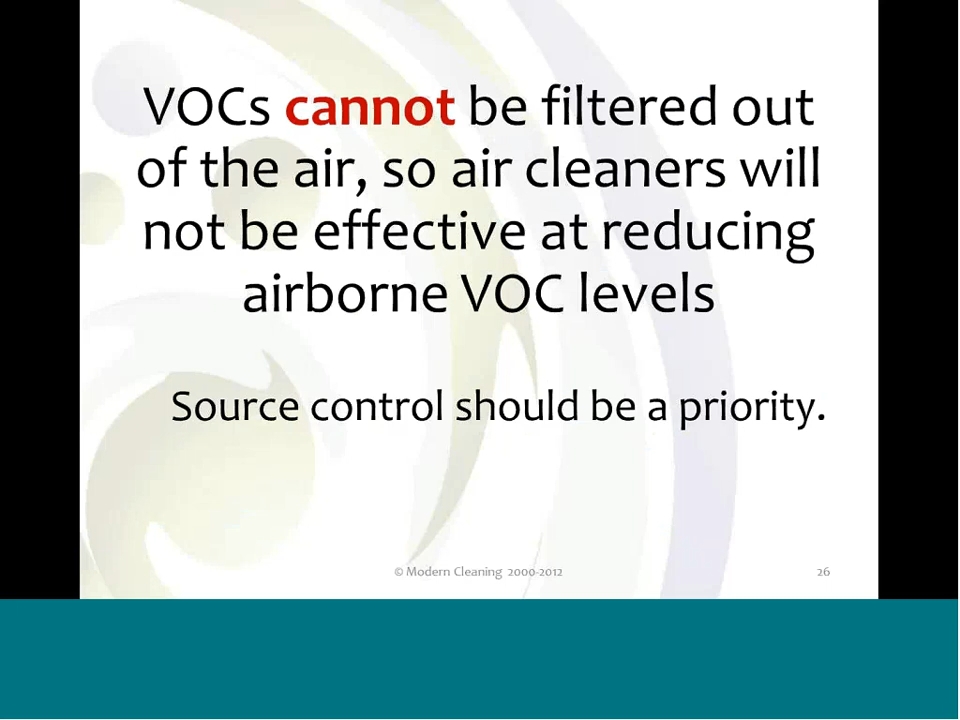 VOCs cannot be filtered out
of the air, so air cleaners will
not be effective at reducing
airborne VOC levels
Source control should be a priority.
© Modern Cleaning 2000-2012
26